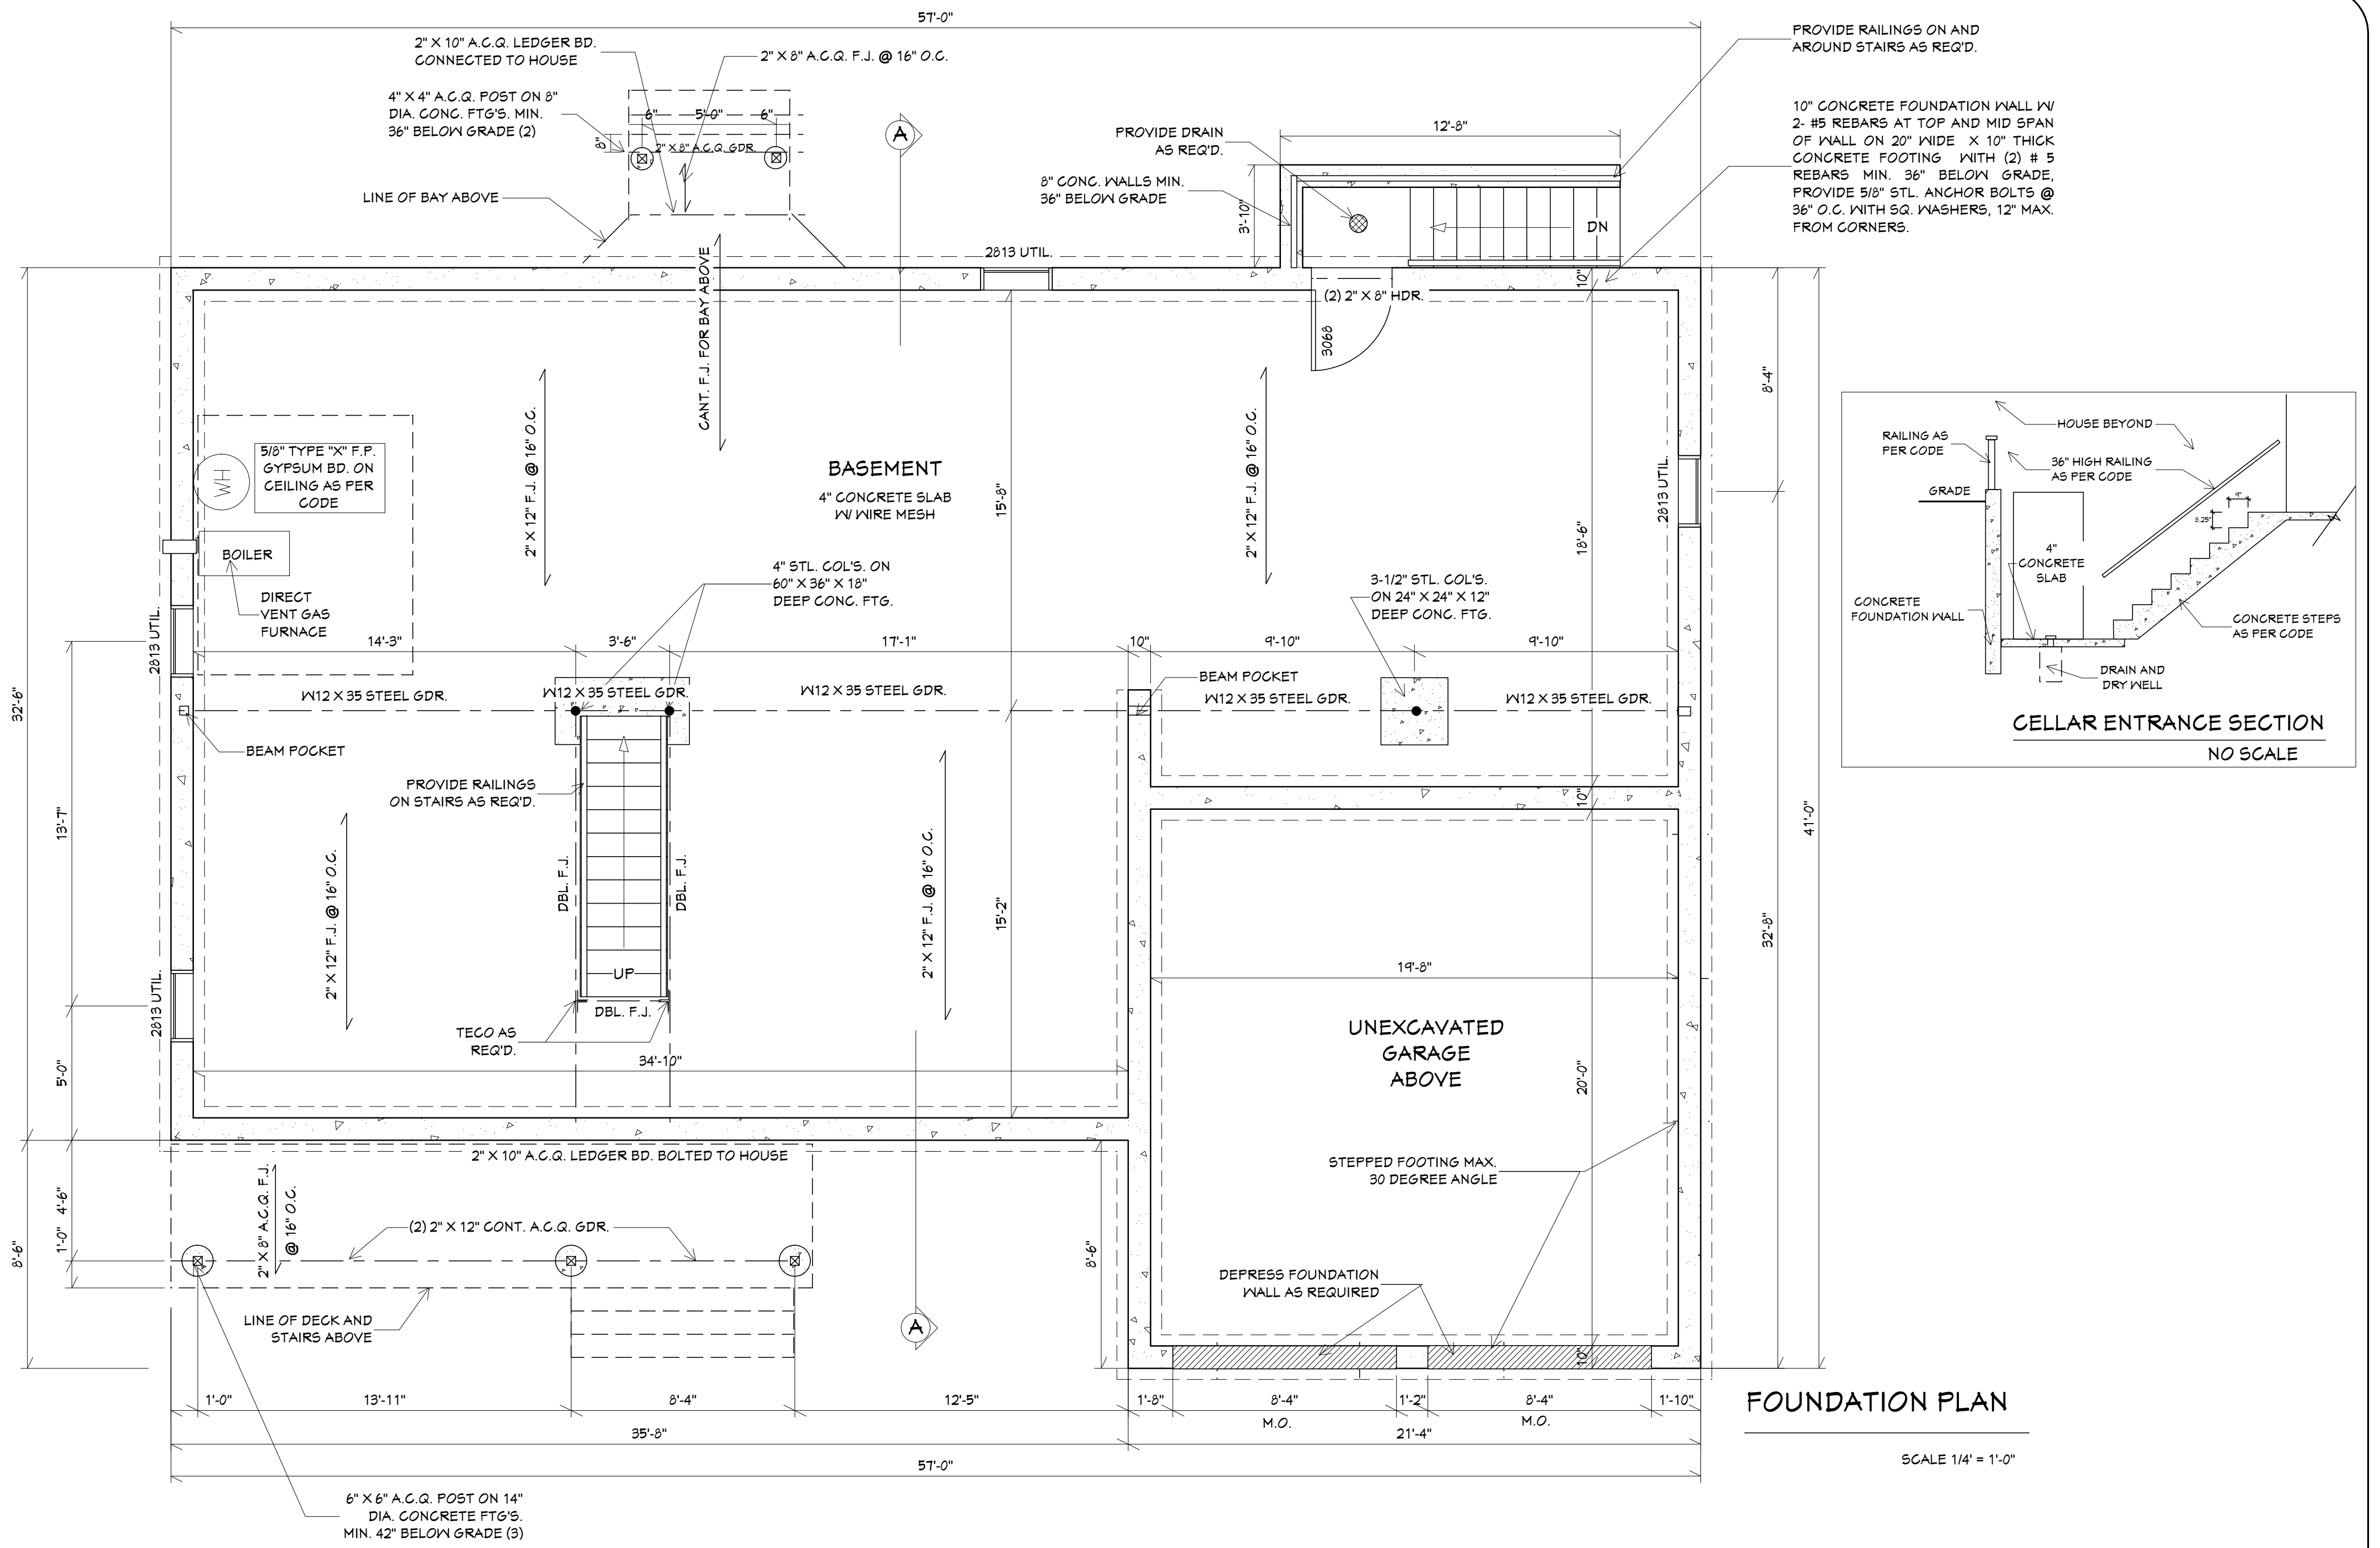 57'-0"
2" X 10" A.C.Q. LEDGER BD.
CONNECTED TO HOUSE
2" X 8" A.C.Q. F.J. @ 16" O.C.
4" X 4" A.C.Q. POST ON 8"
DIA. CONC. FTG'S. MIN.
36" BELOW GRADE (2)
6"
5'-0"
6"
8"
2" X 8" A.C.Q. GDR.
LINE OF BAY ABOVE
A
PROVIDE DRAIN
AS REQ'D.
8" CONC. WALLS MIN.
36" BELOW GRADE
12'-8"
3'-10"
DN
PROVIDE RAILINGS ON AND
AROUND STAIRS AS REQ'D.
10" CONCRETE FOUNDATION WALL W/
2- #5 REBARS AT TOP AND MID SPAN
OF WALL ON 20" WIDE X 10" THICK
CONCRETE FOOTING WITH (2) # 5
REBARS MIN. 36" BELOW GRADE,
PROVIDE 5/8" STL. ANCHOR BOLTS @
36" O.C. WITH SQ. WASHERS, 12" MAX.
FROM CORNERS.
2813 UTIL.
CANT. F.J. FOR BAY ABOVE
(2) 2" X 8" HDR.
10"
3068
8'-4"
WH
5/8" TYPE "X" F.P.
GYPSUM BD. ON
CEILING AS PER
CODE
2" X 12" F.J. @ 16" O.C.
BASEMENT
4" CONCRETE SLAB
W/ WIRE MESH
15'-8"
2" X 12" F.J. @ 16" O.C.
18'-6"
2813 UTIL.
BOILER
DIRECT
VENT GAS
FURNACE
2813 UTIL.
4" STL. COL'S. ON
60" X 36" X 18"
DEEP CONC. FTG.
3-1/2" STL. COL'S.
ON 24" X 24" X 12"
DEEP CONC. FTG.
14'-3"
3'-6"
17'-1"
10"
9'-10"
9'-10"
W12 X 35 STEEL GDR.
W12 X 35 STEEL GDR.
W12 X 35 STEEL GDR.
BEAM POCKET
W12 X 35 STEEL GDR.
W12 X 35 STEEL GDR.
BEAM POCKET
32'-6"
13'-7"
PROVIDE RAILINGS
ON STAIRS AS REQ'D.
2" X 12" F.J. @ 16" O.C.
DBL. F.J.
DBL. F.J.
UP
DBL. F.J.
TECO AS
REQ'D.
2" X 12" F.J. @ 16" O.C.
15'-2"
34'-10"
2813 UTIL.
5'-0"
10"
19'-8"
UNEXCAVATED
GARAGE
ABOVE
20'-0"
32'-8"
41'-0"
2" X 10" A.C.Q. LEDGER BD. BOLTED TO HOUSE
2" X 8" A.C.Q. F.J.
@ 16" O.C.
(2) 2" X 12" CONT. A.C.Q. GDR.
4'-6"
1'-0"
8'-6"
LINE OF DECK AND
STAIRS ABOVE
A
8'-6"
STEPPED FOOTING MAX.
30 DEGREE ANGLE
DEPRESS FOUNDATION
WALL AS REQUIRED
10"
1'-0"
13'-11"
8'-4"
12'-5"
1'-8"
8'-4"
M.O.
1'-2"
8'-4"
M.O.
1'-10"
35'-8"
21'-4"
57'-0"
6" X 6" A.C.Q. POST ON 14"
DIA. CONCRETE FTG'S.
MIN. 42" BELOW GRADE (3)
RAILING AS
PER CODE
HOUSE BEYOND
36" HIGH RAILING
AS PER CODE
GRADE
9"
8.25"
4"
CONCRETE
SLAB
CONCRETE
FOUNDATION WALL
CONCRETE STEPS
AS PER CODE
DRAIN AND
DRY WELL
CELLAR ENTRANCE SECTION
NO SCALE
FOUNDATION PLAN
SCALE 1/4' = 1'-0"